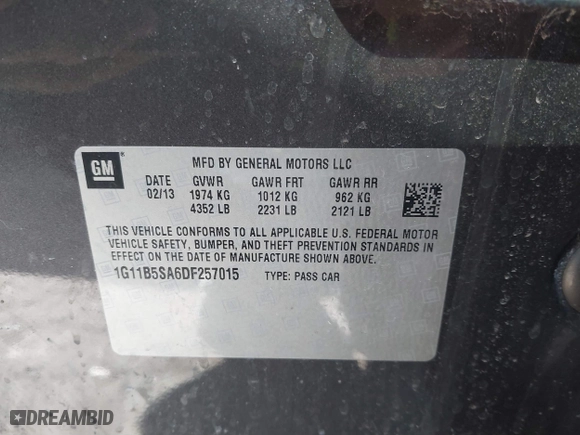 GM
®
MFD BY GENERAL MOTORS LLC
DATE GVWR GAWR FRT GAWR RR
02/13 1974 KG 1012 KG 962 KG
4352 LB 2231 LB 2121 LB
THIS VEHICLE CONFORMS TO ALL APPLICABLE U.S. FEDERAL MOTOR
VEHICLE SAFETY, BUMPER, AND THEFT PREVENTION STANDARDS
IN EFFECT ON THE DATE OF MANUFACTURE SHOWN ABOVE.
1G11B5SA6DF257015 TYPE: PASS CAR
DREAMBID